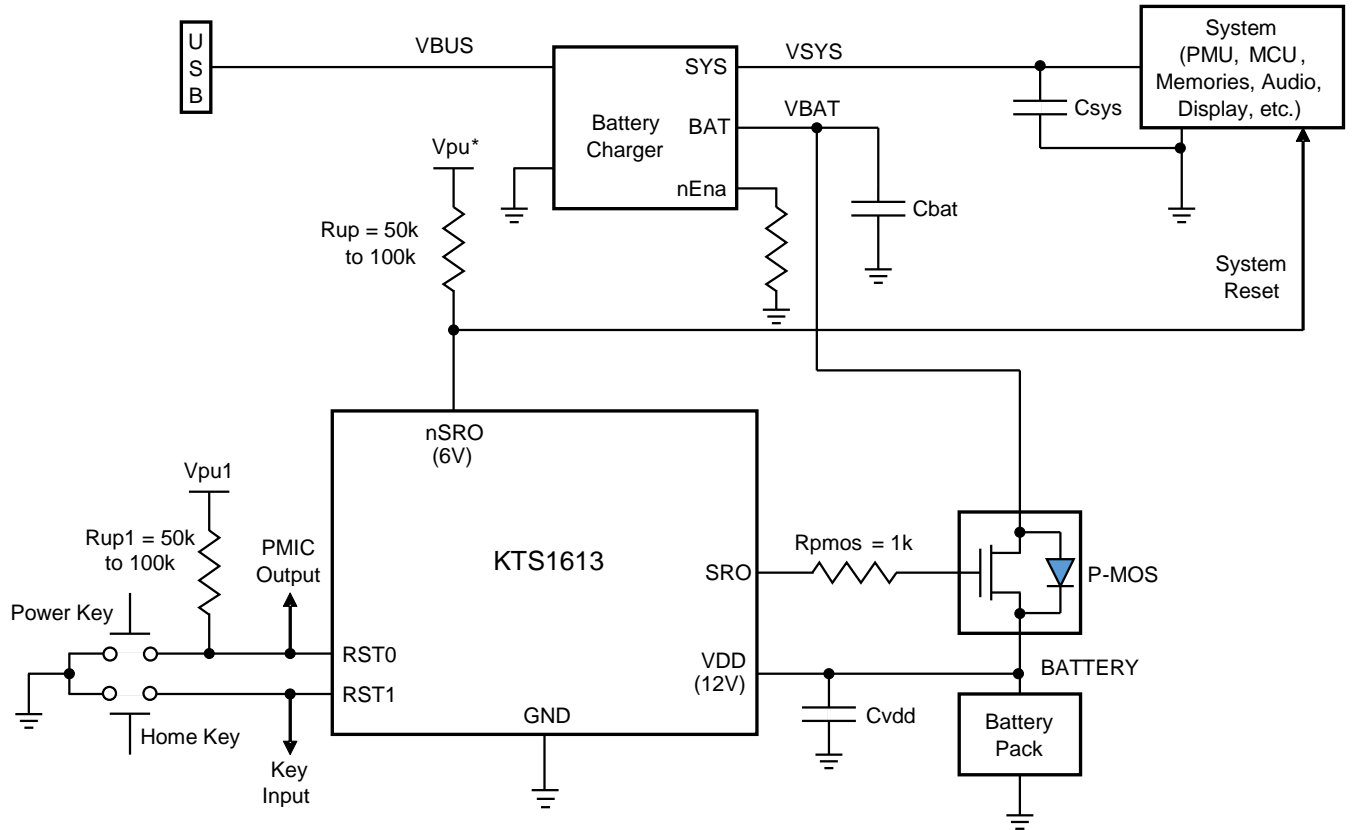 U
S
B
VBUS
SYS
BAT
nEna
Battery
Charger
VSYS
VBAT
Csys
Cbat
System
(PMU, MCU,
Memories, Audio,
Display, etc.)
System
Reset
Vpu*
Rup = 50k
to 100k
nSRO
(6V)
KTS1613
Vpu1
Rup1 = 50k
to 100k
PMIC
Output
Power Key
RST0
RST1
Home Key
Key
Input
GND
SRO
VDD
(12V)
Rpmos = 1k
P-MOS
BATTERY
Cvdd
Battery
Pack